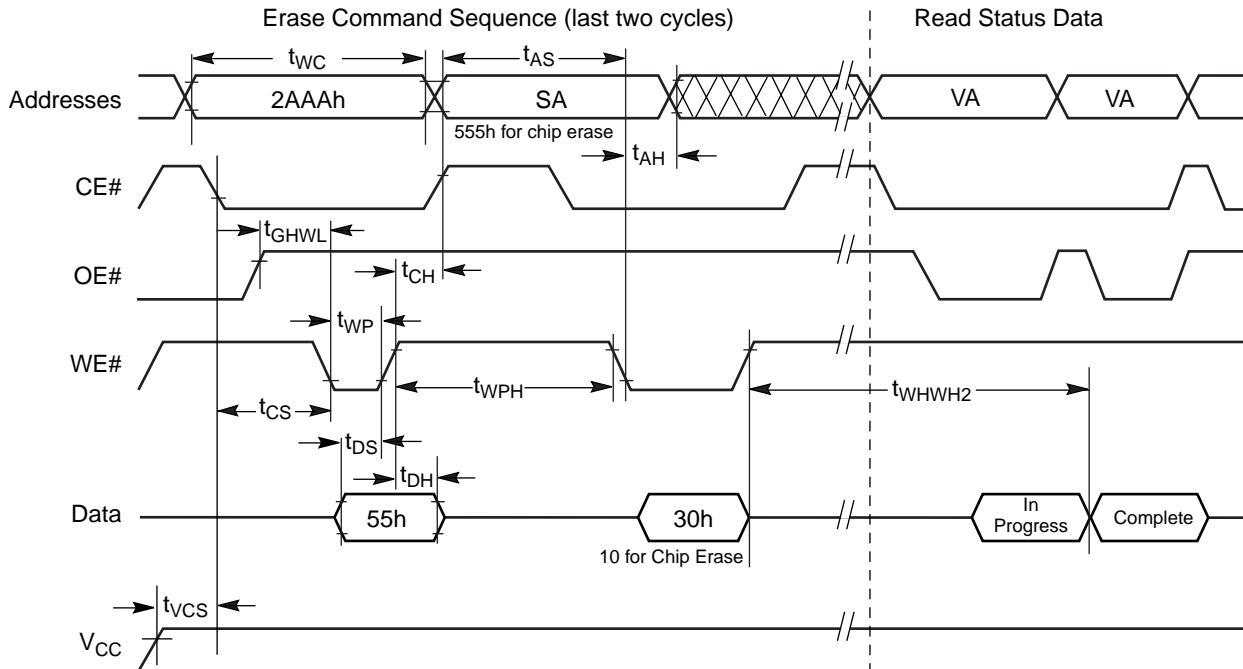 Erase Command Sequence (last two cycles)
Read Status Data
tWC
tAS
Addresses
2AAAh
SA
VA
VA
555h for chip erase
tAH
CE#
tGHWL
OE#
tCH
tWP
WE#
tWPH
tWHWH2
tCS
tDS
tDH
Data
55h
30h
In
Progress
Complete
10 for Chip Erase
tVCS
VCC